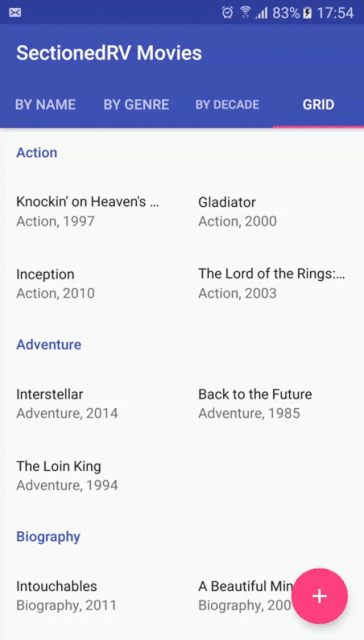 83% 17:54
SectionedRV Movies
BY NAME BY GENRE BY DECADE GRID
Action
Knockin' on Heaven's ... Gladiator
Action, 1997 Action, 2000
Inception The Lord of the Rings:...
Action, 2010 Action, 2003
Adventure
Interstellar Back to the Future
Adventure, 2014 Adventure, 1985
The Loin King
Adventure, 1994
Biography
Intouchables A Beautiful Min
Biography, 2011 Biography, 200
+